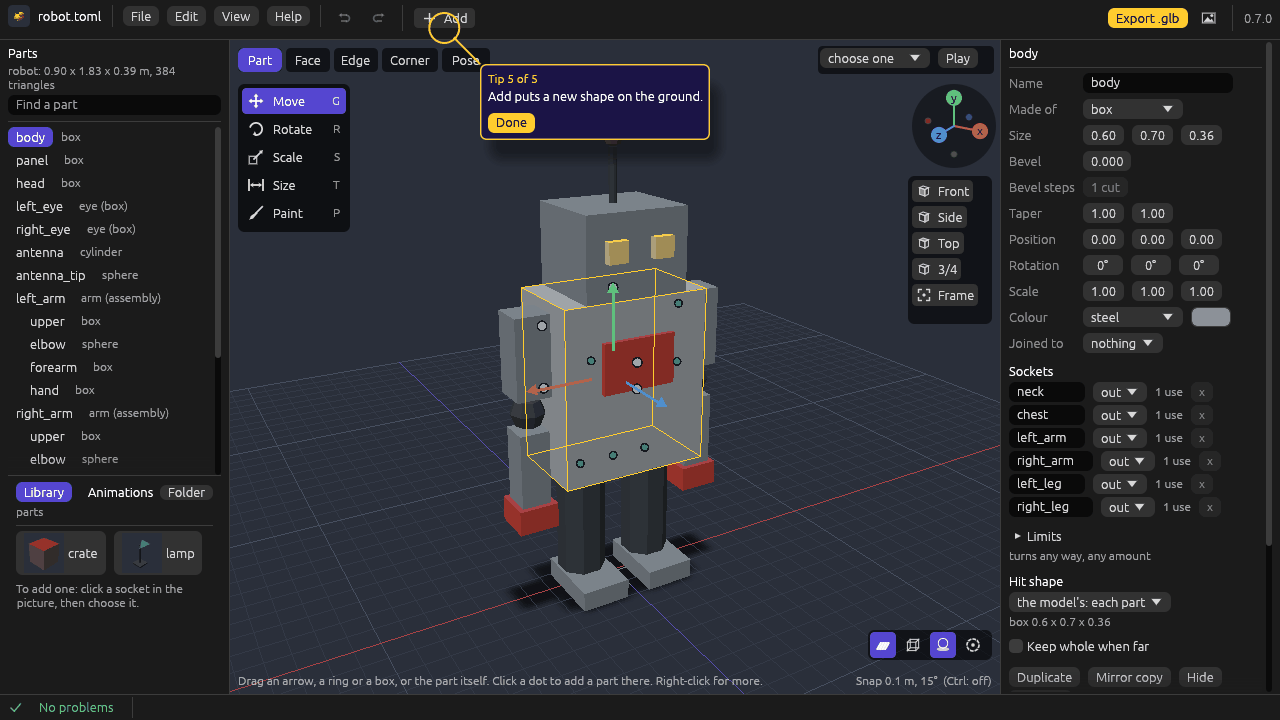 robot.toml File Edit View Help + Add Export .glb 0.7.0
Parts
robot: 0.90 x 1.83 x 0.39 m, 384
triangles
Find a part
body box
panel box
head box
left_eye eye (box)
right_eye eye (box)
antenna cylinder
antenna_tip sphere
left_arm arm (assembly)
upper box
elbow sphere
forearm box
hand box
right_arm arm (assembly)
upper box
elbow sphere
Library Animations Folder
parts
crate lamp
To add one: click a socket in the
picture, then choose it.
Part Face Edge Corner Pose
Move G
Rotate R
Scale S
Size T
Paint P
Tip 5 of 5
Add puts a new shape on the ground.
Done
choose one Play
y
x
z
Front
Side
Top
3/4
Frame
Drag an arrow, a ring or a box, or the part itself. Click a dot to add a part there. Right-click for more.
Snap 0.1 m, 15° (Ctrl: off)
body
Name body
Made of box
Size 0.60 0.70 0.36
Bevel 0.000
Bevel steps 1 cut
Taper 1.00 1.00
Position 0.00 0.00 0.00
Rotation 0° 0° 0°
Scale 1.00 1.00 1.00
Colour steel
Joined to nothing
Sockets
neck out 1 use x
chest out 1 use x
left_arm out 1 use x
right_arm out 1 use x
left_leg out 1 use x
right_leg out 1 use x
Limits
turns any way, any amount
Hit shape
the model's: each part
box 0.6 x 0.7 x 0.36
Keep whole when far
Duplicate Mirror copy Hide
No problems